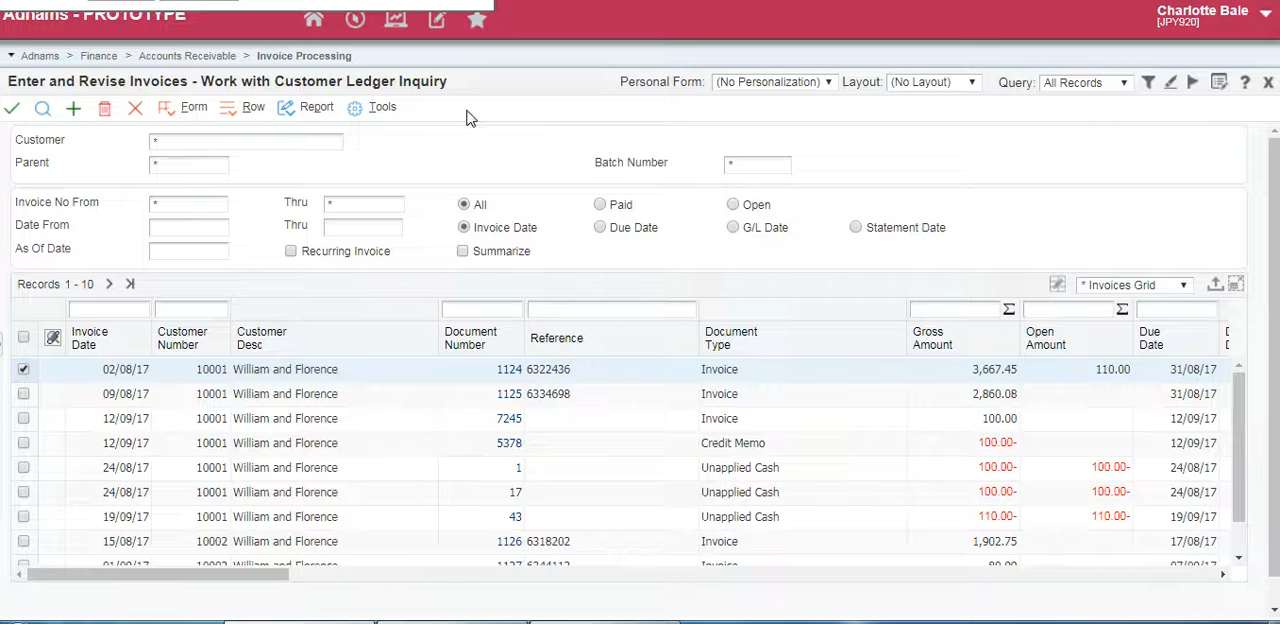 Adnams - PROTOTYPE
Charlotte Bale
[JPY920]
Adnams > Finance > Accounts Receivable > Invoice Processing
Enter and Revise Invoices - Work with Customer Ledger Inquiry
Personal Form: (No Personalization) Layout: (No Layout) Query: All Records
Form Row Report Tools
Customer *
Parent * Batch Number *
Invoice No From * Thru * All Paid Open
Date From Thru Invoice Date Due Date G/L Date Statement Date
As Of Date Recurring Invoice Summarize
Records 1 - 10 * Invoices Grid
Invoice Date Customer Number Customer Desc Document Number Reference Document Type Gross Amount Open Amount Due Date
02/08/17 10001 William and Florence 1124 6322436 Invoice 3,667.45 110.00 31/08/17
09/08/17 10001 William and Florence 1125 6334698 Invoice 2,860.08 31/08/17
12/09/17 10001 William and Florence 7245 Invoice 100.00 12/09/17
12/09/17 10001 William and Florence 5378 Credit Memo 100.00- 12/09/17
24/08/17 10001 William and Florence 1 Unapplied Cash 100.00- 100.00- 24/08/17
24/08/17 10001 William and Florence 17 Unapplied Cash 100.00- 100.00- 24/08/17
19/09/17 10001 William and Florence 43 Unapplied Cash 110.00- 110.00- 19/09/17
15/08/17 10002 William and Florence 1126 6318202 Invoice 1,902.75 17/08/17
William and Florence Invoice